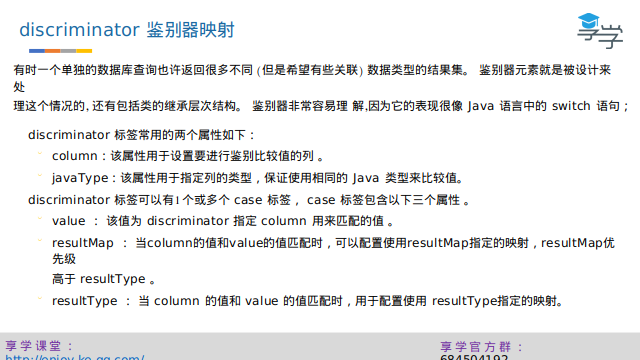 discriminator 鉴别器映射
享学
有时一个单独的数据库查询也许返回很多不同 (但是希望有些关联) 数据类型的结果集。 鉴别器元素就是被设计来
处
理这个情况的, 还有包括类的继承层次结构。 鉴别器非常容易理 解,因为它的表现很像 Java 语言中的 switch 语句；
discriminator 标签常用的两个属性如下：
column：该属性用于设置要进行鉴别比较值的列 。
javaType：该属性用于指定列的类型，保证使用相同的 Java 类型来比较值。
discriminator 标签可以有1个或多个 case 标签， case 标签包含以下三个属性 。
value ： 该值为 discriminator 指定 column 用来匹配的值 。
resultMap ： 当column的值和value的值匹配时，可以配置使用resultMap指定的映射，resultMap优
先级
高于 resultType 。
resultType ： 当 column 的值和 value 的值匹配时，用于配置使用 resultType指定的映射。
享学课堂：
享学官方群：
http://enjoy.ke.qq.com/
684504192